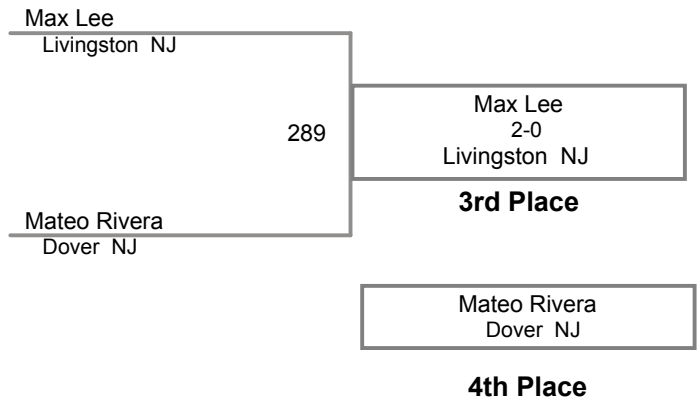 Max Lee
Livingston NJ
289
Max Lee
2-0
Livingston NJ
3rd Place
Mateo Rivera
Dover NJ
Mateo Rivera
Dover NJ
4th Place